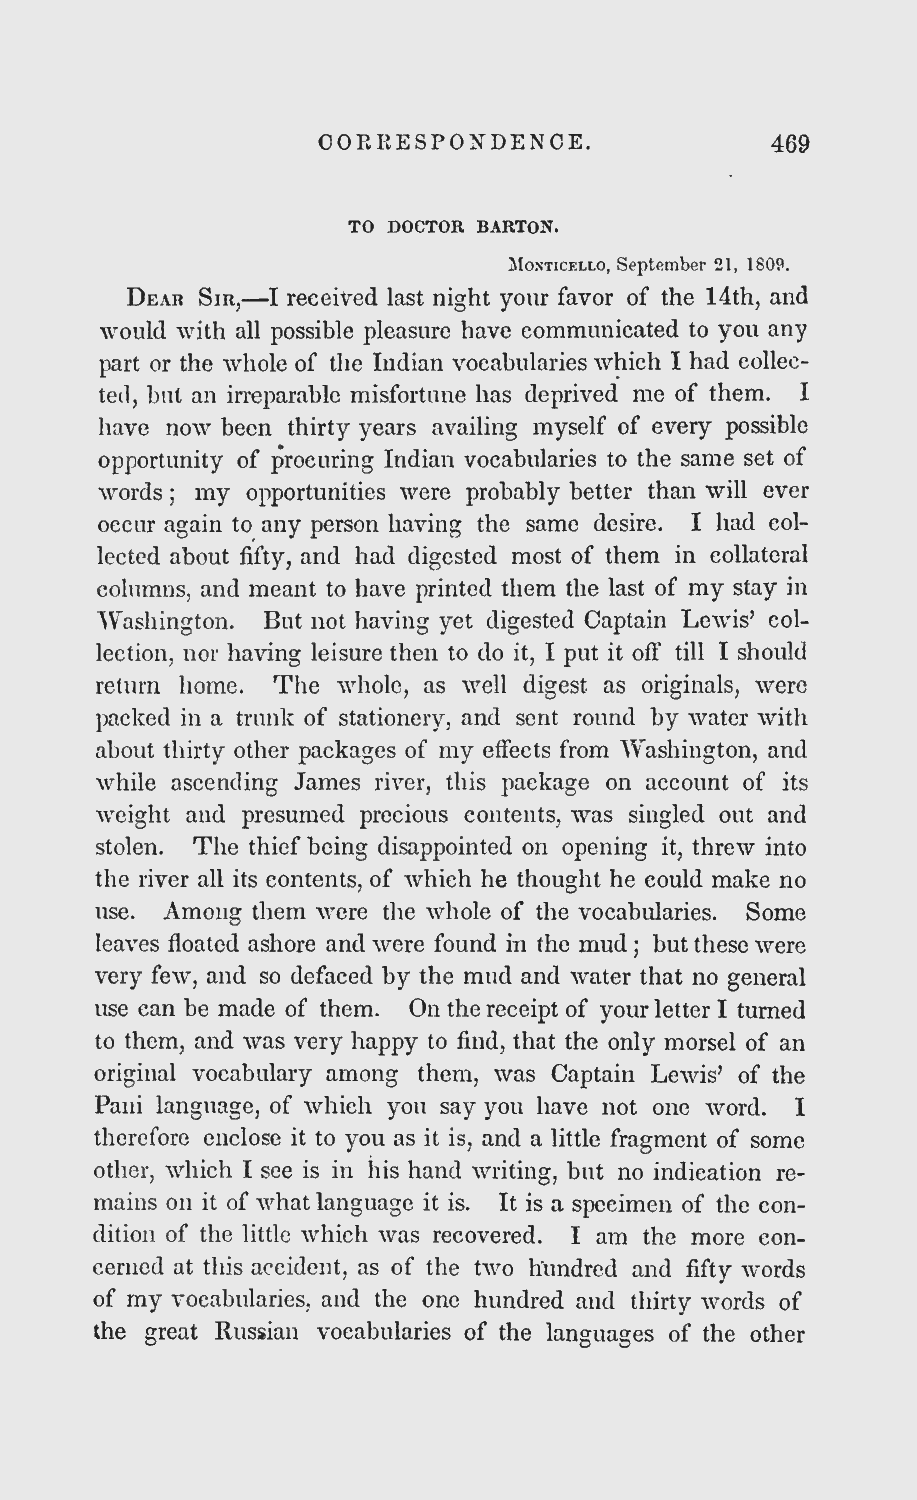 CORRESPONDENCE. 469
TO DOCTOR BARTON.
Monticello, September 21, 1809.
Dear Sir,—I received last night your favor of the 14th, and
would with all possible pleasure have communicated to you any
part or the whole of the Indian vocabularies which I had collec-
ted, but an irreparable misfortune has deprived me of them. I
have now been thirty years availing myself of every possible
opportunity of procuring Indian vocabularies to the same set of
words; my opportunities were probably better than will ever
occur again to any person having the same desire. I had col-
lected about fifty, and had digested most of them in collateral
columns, and meant to have printed them the last of my stay in
Washington. But not having yet digested Captain Lewis' col-
lection, nor having leisure then to do it, I put it off till I should
return home. The whole, as well digest as originals, were
packed in a trunk of stationery, and sent round by water with
about thirty other packages of my effects from Washington, and
while ascending James river, this package on account of its
weight and presumed precious contents, was singled out and
stolen. The thief being disappointed on opening it, threw into
the river all its contents, of which he thought he could make no
use. Among them were the whole of the vocabularies. Some
leaves floated ashore and were found in the mud; but these were
very few, and so defaced by the mud and water that no general
use can be made of them. On the receipt of your letter I turned
to them, and was very happy to find, that the only morsel of an
original vocabulary among them, was Captain Lewis' of the
Pani language, of which you say you have not one word. I
therefore enclose it to you as it is, and a little fragment of some
other, which I see is in his hand writing, but no indication re-
mains on it of what language it is. It is a specimen of the con-
dition of the little which was recovered. I am the more con-
cerned at this accident, as of the two hundred and fifty words
of my vocabularies, and the one hundred and thirty words of
the great Russian vocabularies of the languages of the other